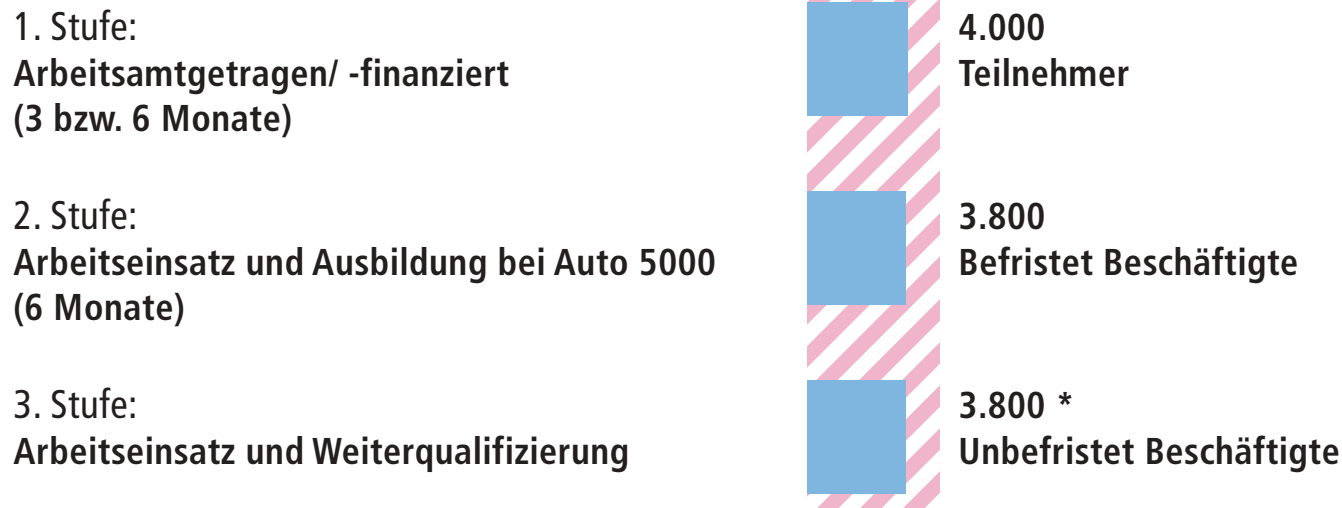 1. Stufe:
Arbeitsamtgetragen/ -finanziert
(3 bzw. 6 Monate)
4.000
Teilnehmer
2. Stufe:
Arbeitseinsatz und Ausbildung bei Auto 5000
(6 Monate)
3.800
Befristet Beschäftigte
3. Stufe:
Arbeitseinsatz und Weiterqualifizierung
3.800 *
Unbefristet Beschäftigte